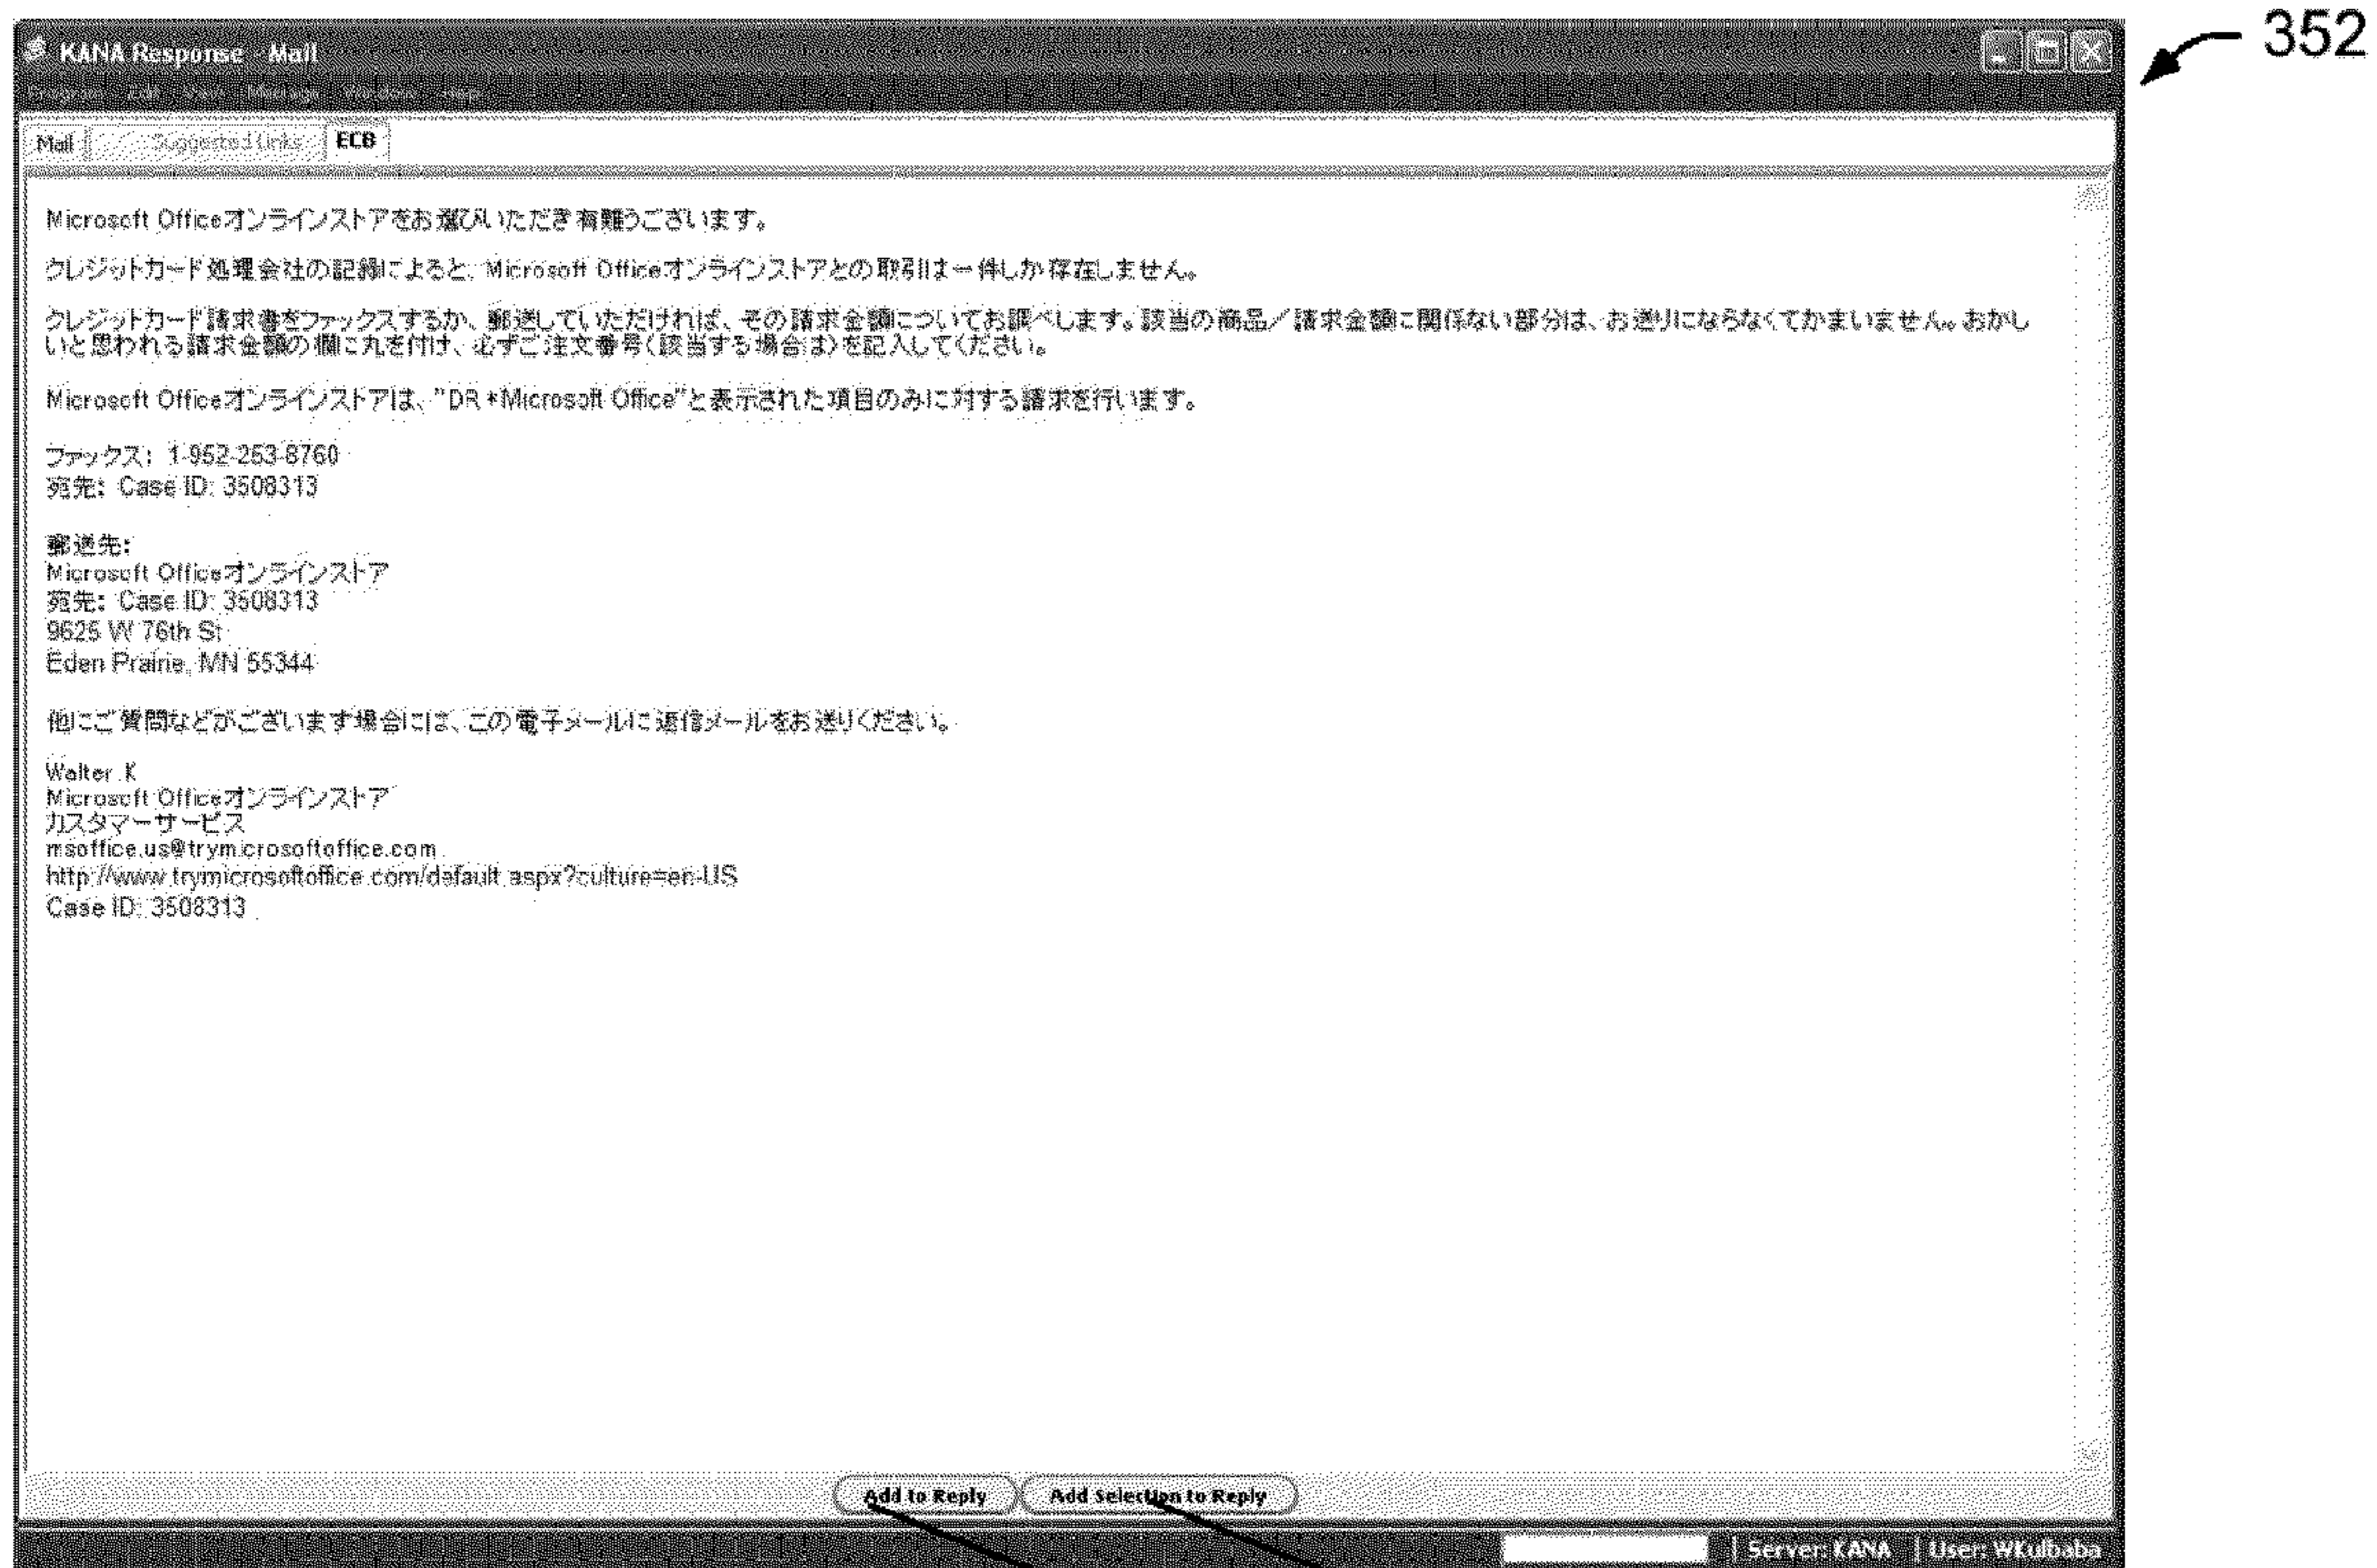 352
KANA Response - Mail
Program Edit View Message Window Help
Mail Suggested Links ECB
Microsoft Officeオンラインストアをお選びいただき有難うございます。
クレジットカード処理会社の記録によると、Microsoft Officeオンラインストアとの取引は一件しか存在しません。
クレジットカード請求書をファックスするか、郵送していただければ、その請求金額についてお調べします。該当の商品／請求金額に関係ない部分は、お送りにならなくてかまいません。おかし
いと思われる請求金額の欄に丸を付け、必ずご注文番号（該当する場合は）を記入してください。
Microsoft Officeオンラインストアは、"DR *Microsoft Office"と表示された項目のみに対する請求を行います。
ファックス: 1-952-253-8760
宛先: Case ID: 3508313
郵送先:
Microsoft Officeオンラインストア
宛先: Case ID: 3508313
9625 W 76th St
Eden Prairie, MN 55344
他にご質問などがございます場合には、この電子メールに返信メールをお送りください。
Walter K
Microsoft Officeオンラインストア
カスタマーサービス
msoffice.us@trymicrosoftoffice.com
http://www.trymicrosoftoffice.com/default.aspx?culture=en-US
Case ID: 3508313
Add to Reply Add Selection to Reply
Server: KANA User: WKulbaba